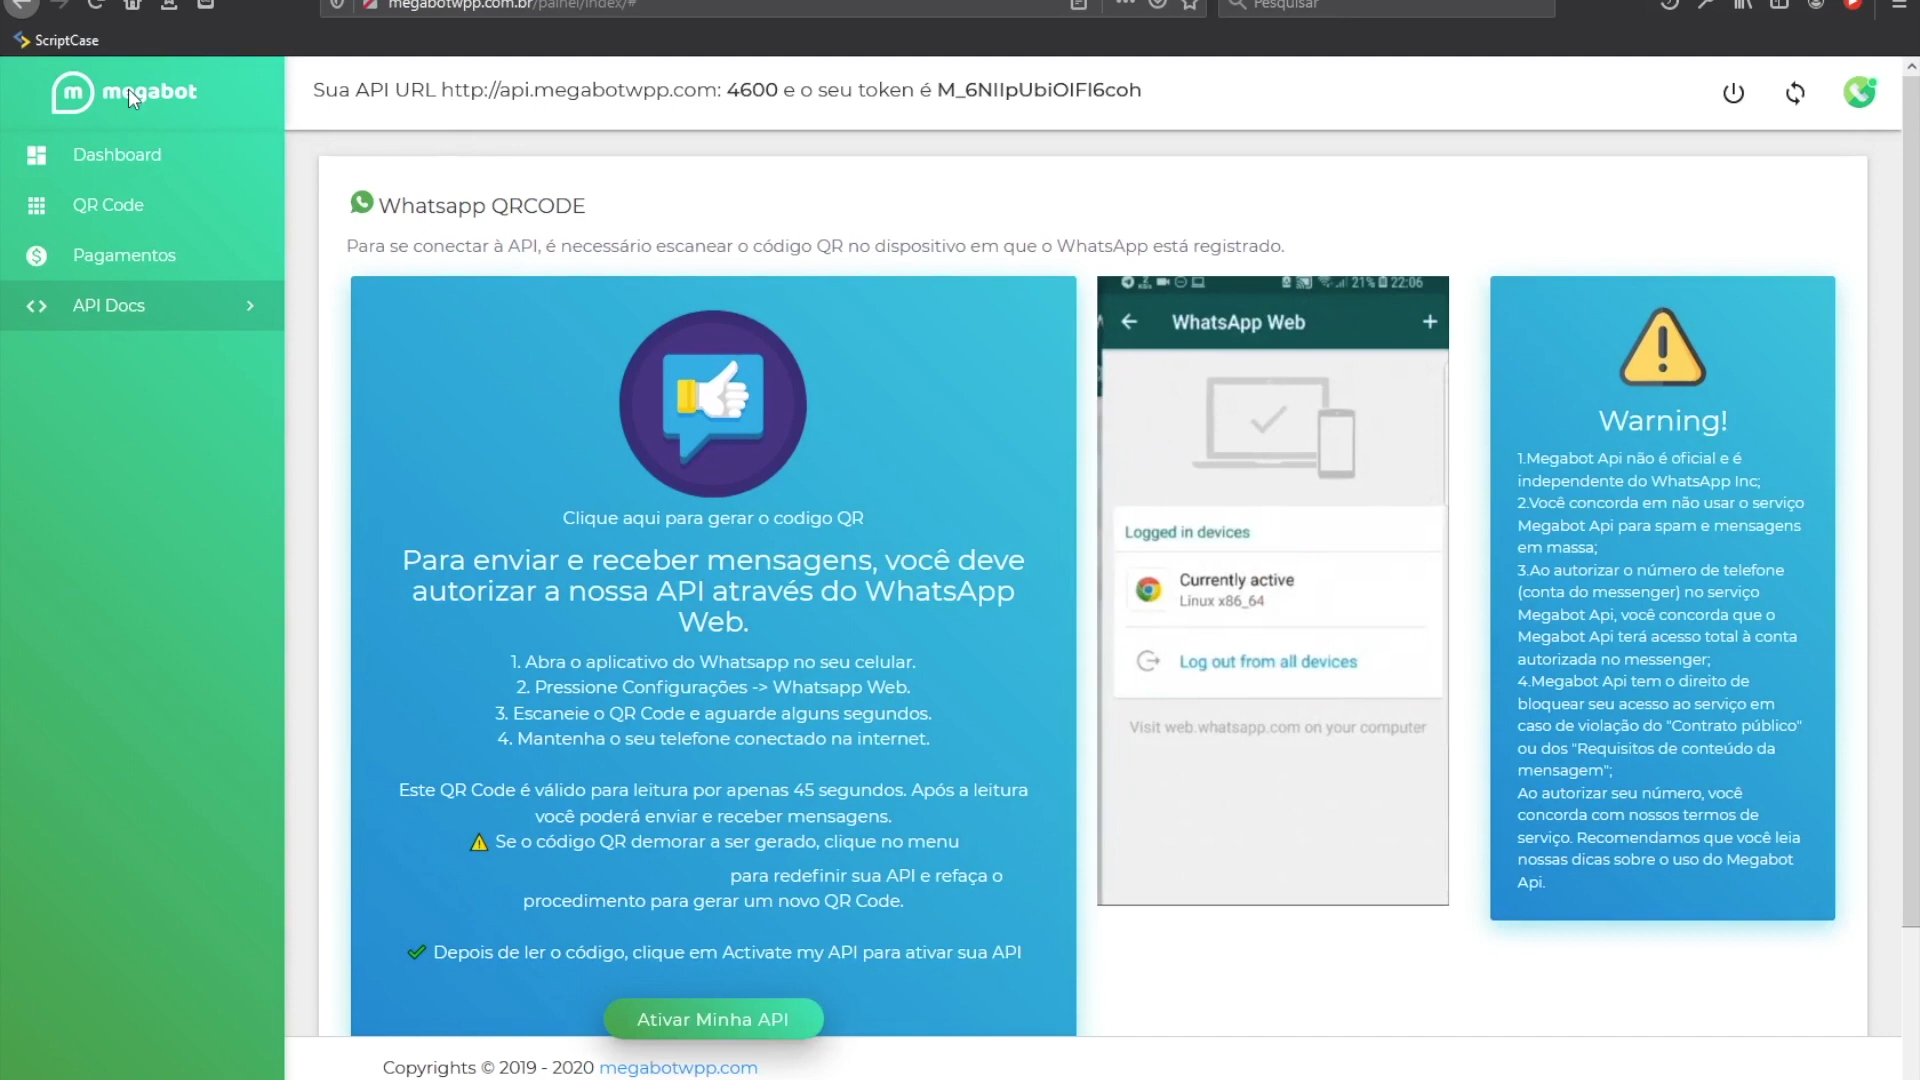 megabotwpp.com.br/painel/index/#
Pesquisar
ScriptCase
m megabot
Sua API URL http://api.megabotwpp.com: 4600 e o seu token é M_6NIIpUbiOIFI6coh
Dashboard
QR Code
Pagamentos
API Docs
Whatsapp QRCODE
Para se conectar à API, é necessário escanear o código QR no dispositivo em que o WhatsApp está registrado.
Clique aqui para gerar o codigo QR
Para enviar e receber mensagens, você deve
autorizar a nossa API através do WhatsApp
Web.
1. Abra o aplicativo do Whatsapp no seu celular.
2. Pressione Configurações -> Whatsapp Web.
3. Escaneie o QR Code e aguarde alguns segundos.
4. Mantenha o seu telefone conectado na internet.
Este QR Code é válido para leitura por apenas 45 segundos. Após a leitura
você poderá enviar e receber mensagens.
Se o código QR demorar a ser gerado, clique no menu
para redefinir sua API e refaça o
procedimento para gerar um novo QR Code.
Depois de ler o código, clique em Activate my API para ativar sua API
Ativar Minha API
21% 22:06
WhatsApp Web
Logged in devices
Currently active
Linux x86_64
Log out from all devices
Visit web.whatsapp.com on your computer
Warning!
1.Megabot Api não é oficial e é
independente do WhatsApp Inc;
2.Você concorda em não usar o serviço
Megabot Api para spam e mensagens
em massa;
3.Ao autorizar o número de telefone
(conta do messenger) no serviço
Megabot Api, você concorda que o
Megabot Api terá acesso total à conta
autorizada no messenger;
4.Megabot Api tem o direito de
bloquear seu acesso ao serviço em
caso de violação do "Contrato público"
ou dos "Requisitos de conteúdo da
mensagem";
Ao autorizar seu número, você
concorda com nossos termos de
serviço. Recomendamos que você leia
nossas dicas sobre o uso do Megabot
Api.
Copyrights © 2019 - 2020 megabotwpp.com